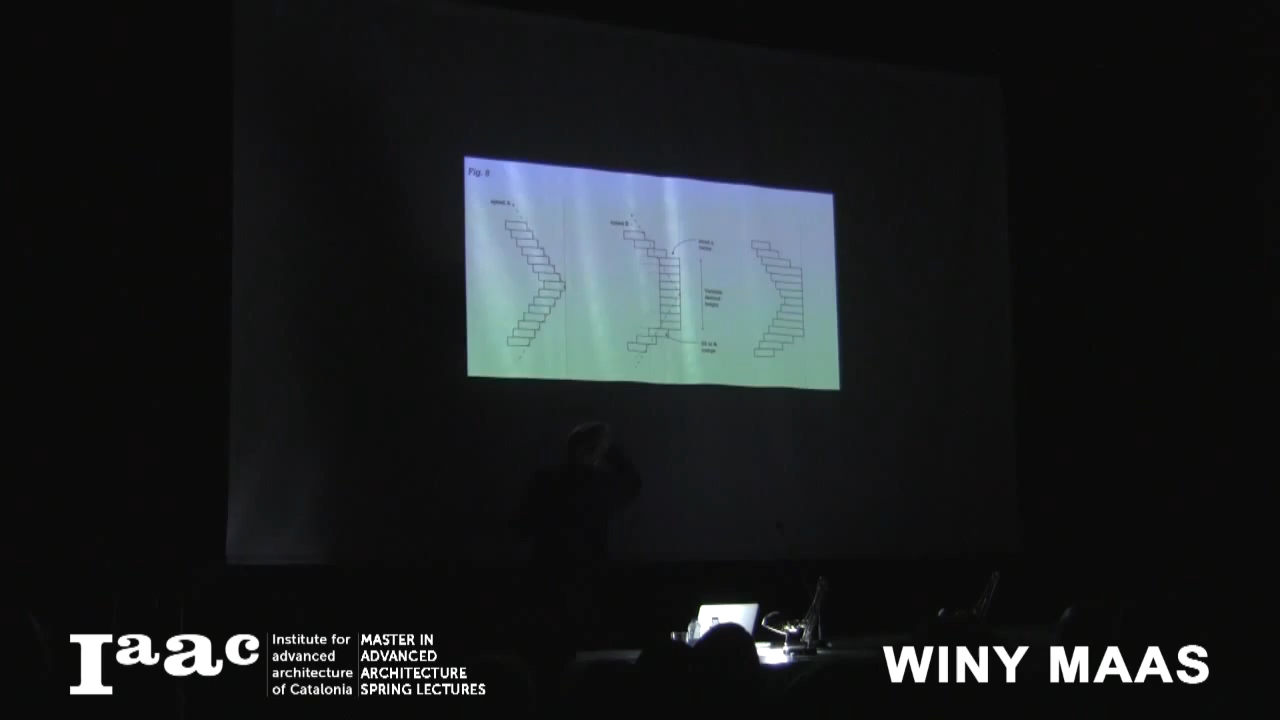 Fig. 8
Iaac
Institute for
advanced
architecture
of Catalonia
MASTER IN
ADVANCED
ARCHITECTURE
SPRING LECTURES
WINY MAAS